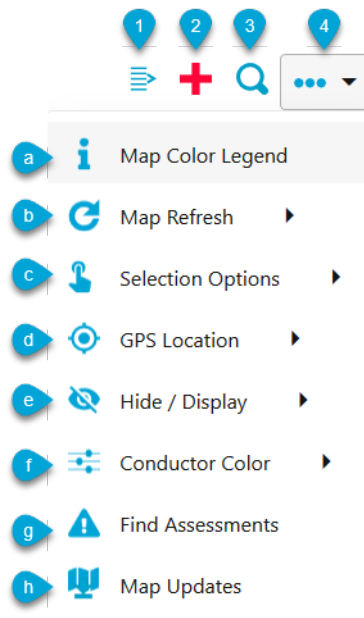 1 2 3 4
a Map Color Legend
b Map Refresh
c Selection Options
d GPS Location
e Hide / Display
f Conductor Color
g Find Assessments
h Map Updates